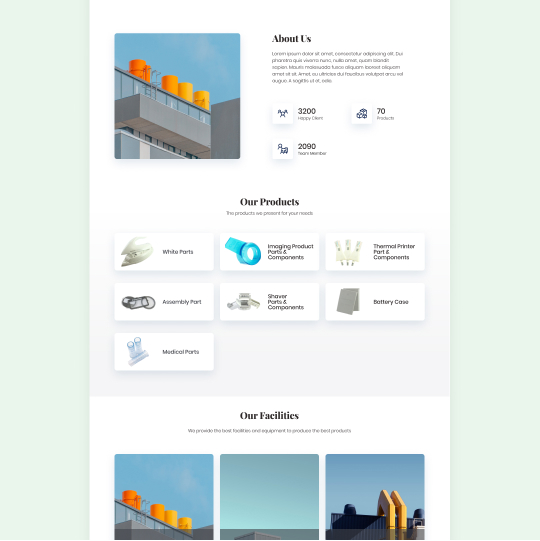 About Us
Lorem ipsum dolor sit amet, consectetur adipiscing elit. Dui
pharetra quis viverra nunc, nulla amet, quam blandit
sapien. Mauris malesuada fusce aliquam laoreet aliquam
amet sit sit. Amet, eu ultricies dui faucibus volutpat arcu vel
augue. A sagittis ut et, odio.
3200
Happy Client
70
Products
2090
Team Member
Our Products
The products we present for your needs
White Parts
Imaging Product
Parts &
Components
Thermal Printer
Part &
Components
Assembly Part
Shaver
Parts &
Components
Battery Case
Medical Parts
Our Facilities
We provide the best facilities and equipment to produce the best products